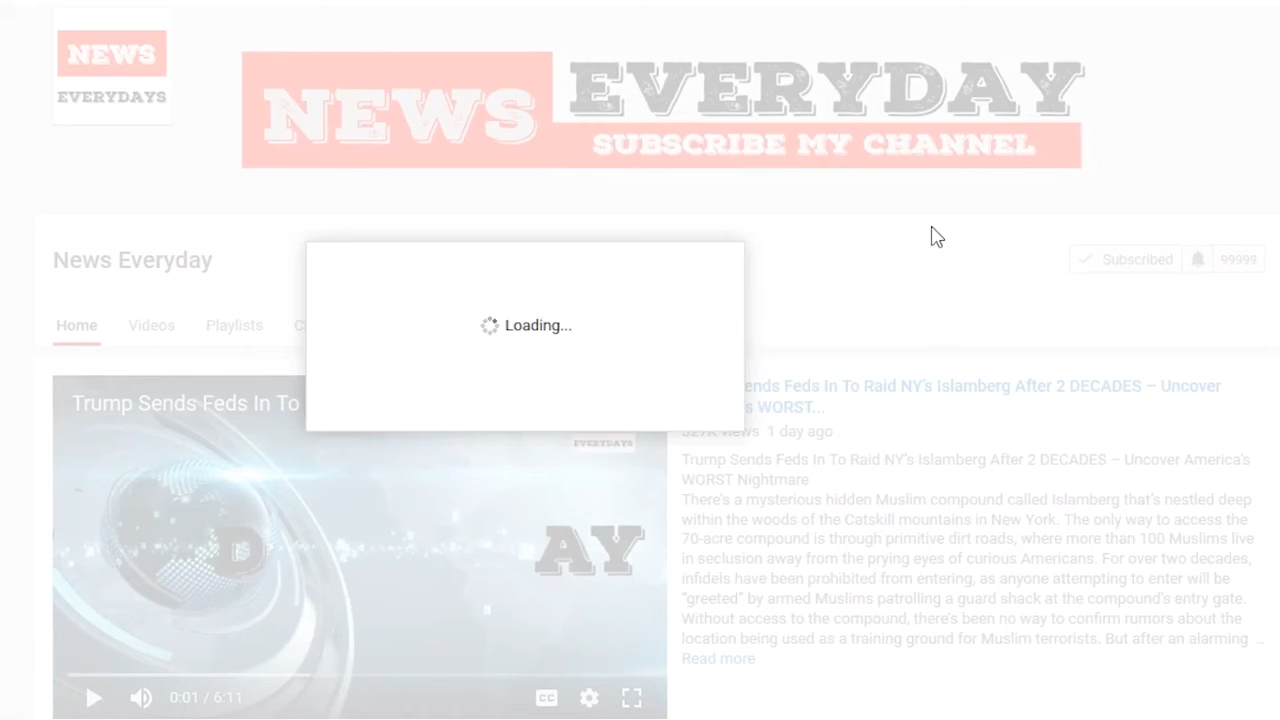 NEWS
EVERYDAYS
NEWS
EVERYDAY
SUBSCRIBE MY CHANNEL
News Everyday
Subscribed
99999
Home
Videos
Playlists
Loading...
Trump Sends Feds In To
EVERYDAYS
D
AY
0:01 / 6:11
CC
ends Feds In To Raid NY's Islamberg After 2 DECADES – Uncover
's WORST...
327K views 1 day ago
Trump Sends Feds In To Raid NY's Islamberg After 2 DECADES – Uncover America's
WORST Nightmare
There's a mysterious hidden Muslim compound called Islamberg that's nestled deep
within the woods of the Catskill mountains in New York. The only way to access the
70-acre compound is through primitive dirt roads, where more than 100 Muslims live
in seclusion away from the prying eyes of curious Americans. For over two decades,
infidels have been prohibited from entering, as anyone attempting to enter will be
"greeted" by armed Muslims patrolling a guard shack at the compound's entry gate.
Without access to the compound, there's been no way to confirm rumors about the
location being used as a training ground for Muslim terrorists. But after an alarming ...
Read more